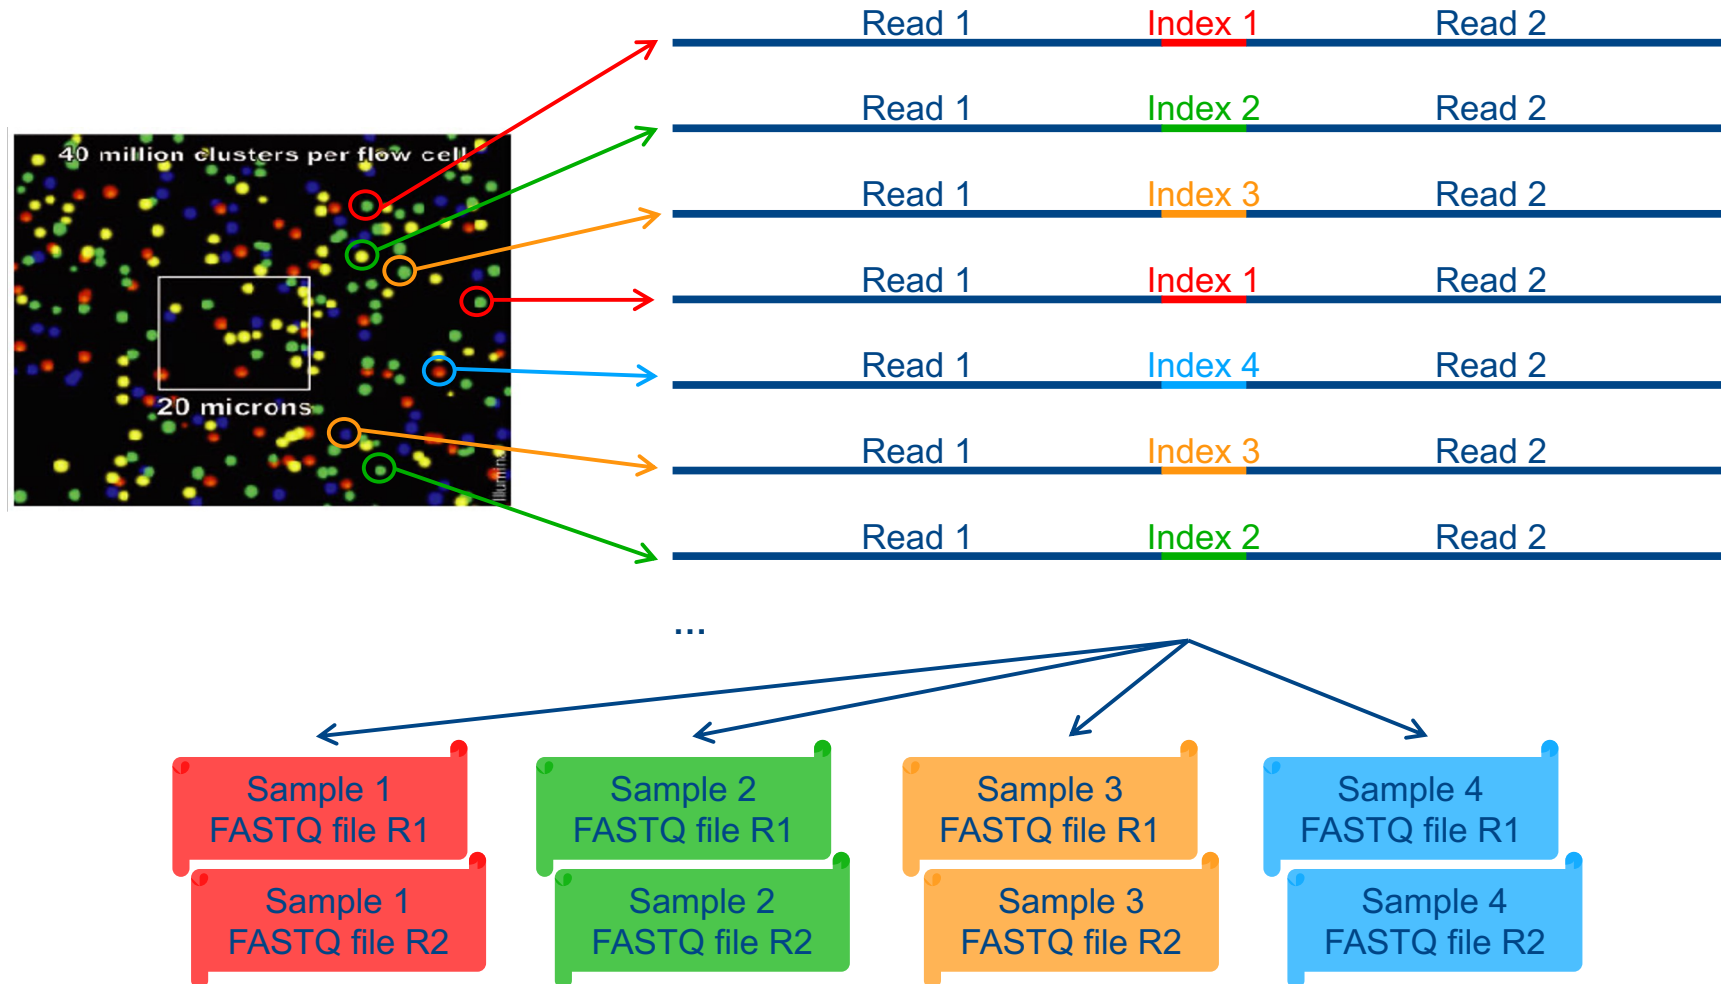 Read 1 Index 1 Read 2
Read 1 Index 2 Read 2
40 million clusters per flow cell
Read 1 Index 3 Read 2
Read 1 Index 1 Read 2
Read 1 Index 4 Read 2
20 microns
Read 1 Index 3 Read 2
illumina
Read 1 Index 2 Read 2
...
Sample 1
FASTQ file R1
Sample 2
FASTQ file R1
Sample 3
FASTQ file R1
Sample 4
FASTQ file R1
Sample 1
FASTQ file R2
Sample 2
FASTQ file R2
Sample 3
FASTQ file R2
Sample 4
FASTQ file R2